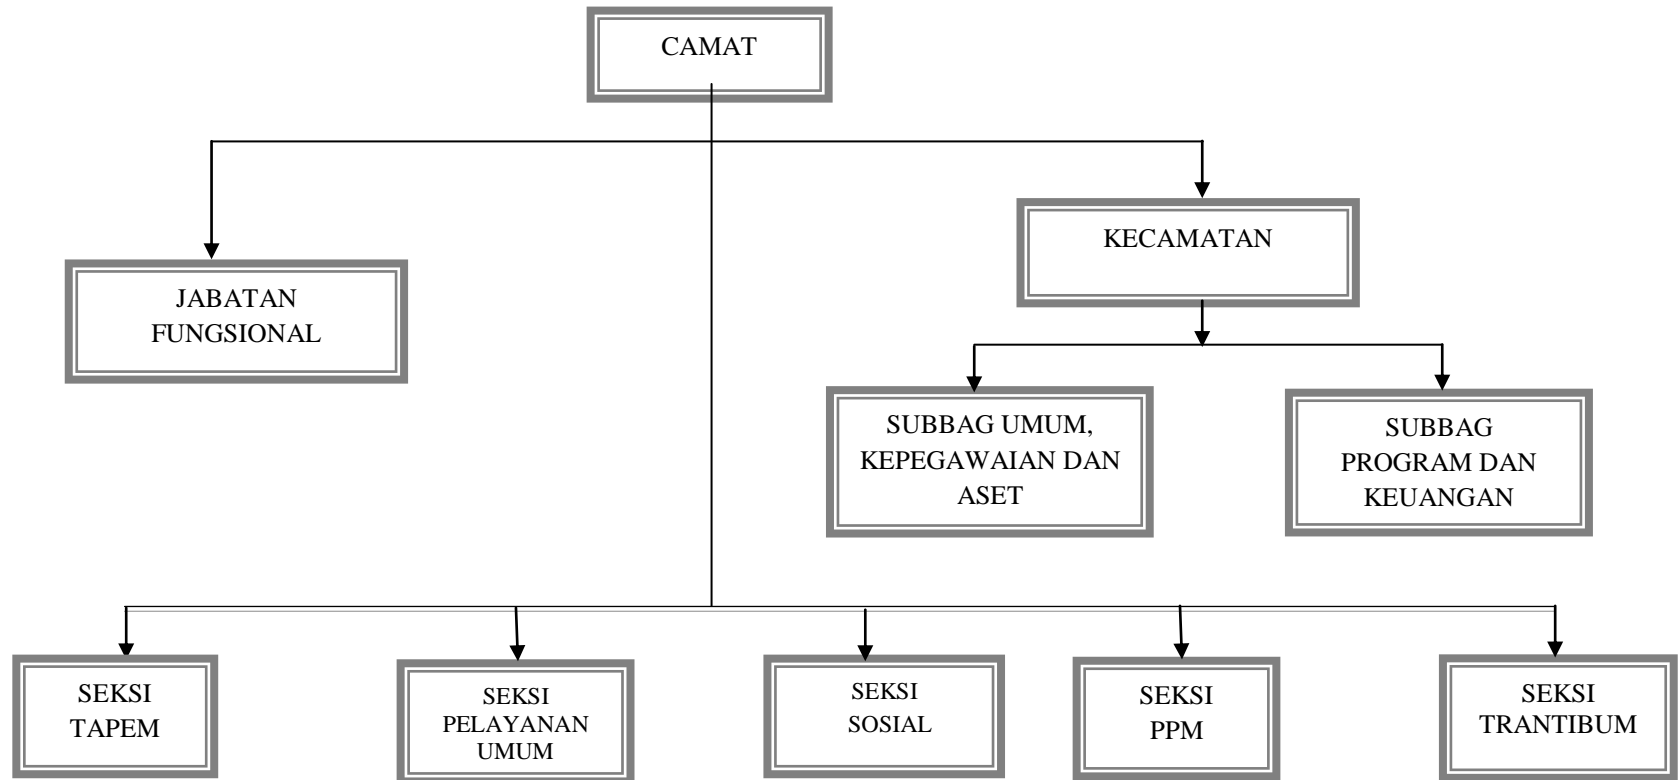 CAMAT
KECAMATAN
JABATAN
FUNGSIONAL
SUBBAG UMUM,
KEPEGAWAIAN DAN
ASET
SUBBAG
PROGRAM DAN
KEUANGAN
SEKSI
TAPEM
SEKSI
PELAYANAN
UMUM
SEKSI
SOSIAL
SEKSI
PPM
SEKSI
TRANTIBUM